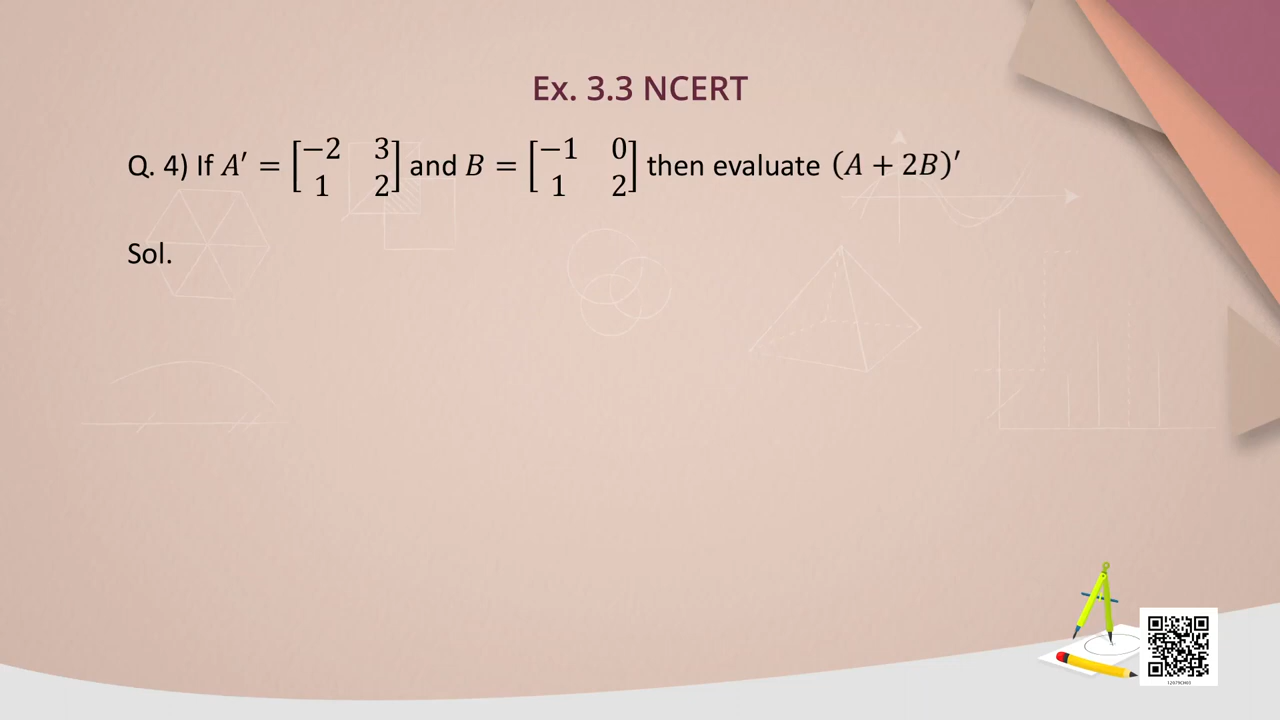 Ex. 3.3 NCERT
Q. 4) If A′ = [−2 3; 1 2] and B = [−1 0; 1 2] then evaluate (A + 2B)′
Sol.
12079CH03